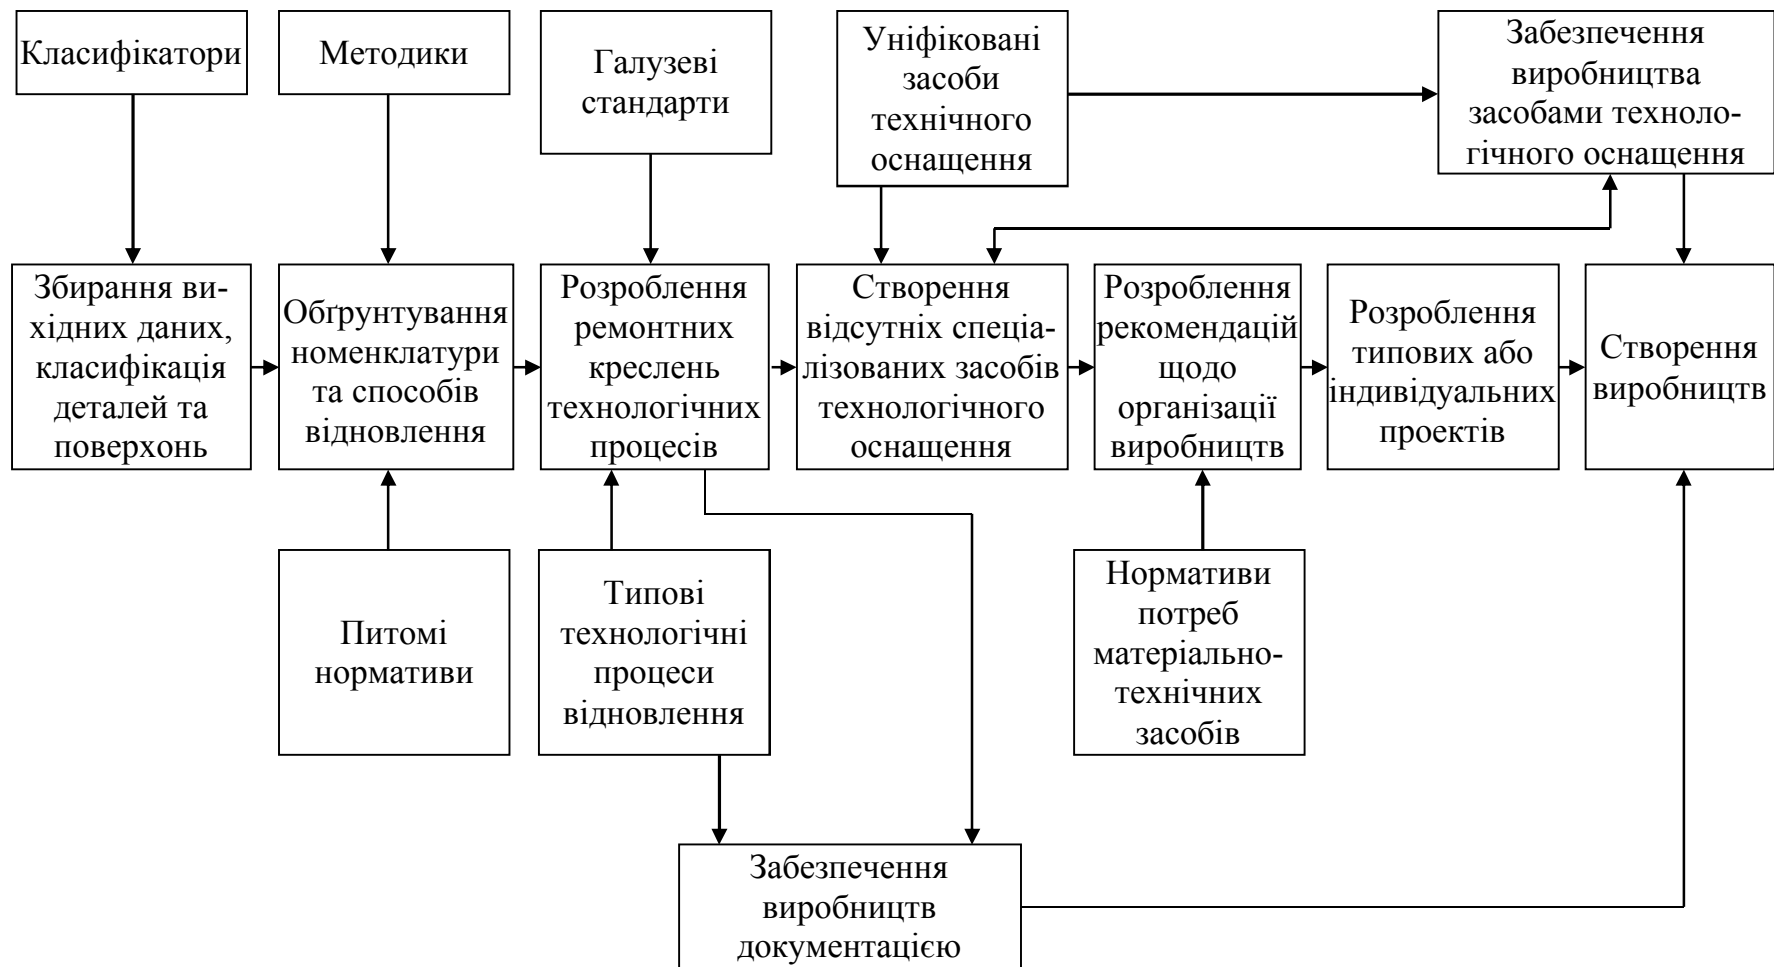 Класифікатори
Методики
Галузеві
стандарти
Уніфіковані
засоби
технічного
оснащення
Забезпечення
виробництва
засобами техноло-
гічного оснащення
Збирання ви-
хідних даних,
класифікація
деталей та
поверхонь
Обґрунтування
номенклатури
та способів
відновлення
Розроблення
ремонтних
креслень
технологічних
процесів
Створення
відсутніх спеціа-
лізованих засобів
технологічного
оснащення
Розроблення
рекомендацій
щодо
організації
виробництв
Розроблення
типових або
індивідуальних
проектів
Створення
виробництв
Питомі
нормативи
Типові
технологічні
процеси
відновлення
Нормативи
потреб
матеріально-
технічних
засобів
Забезпечення
виробництв
документацією